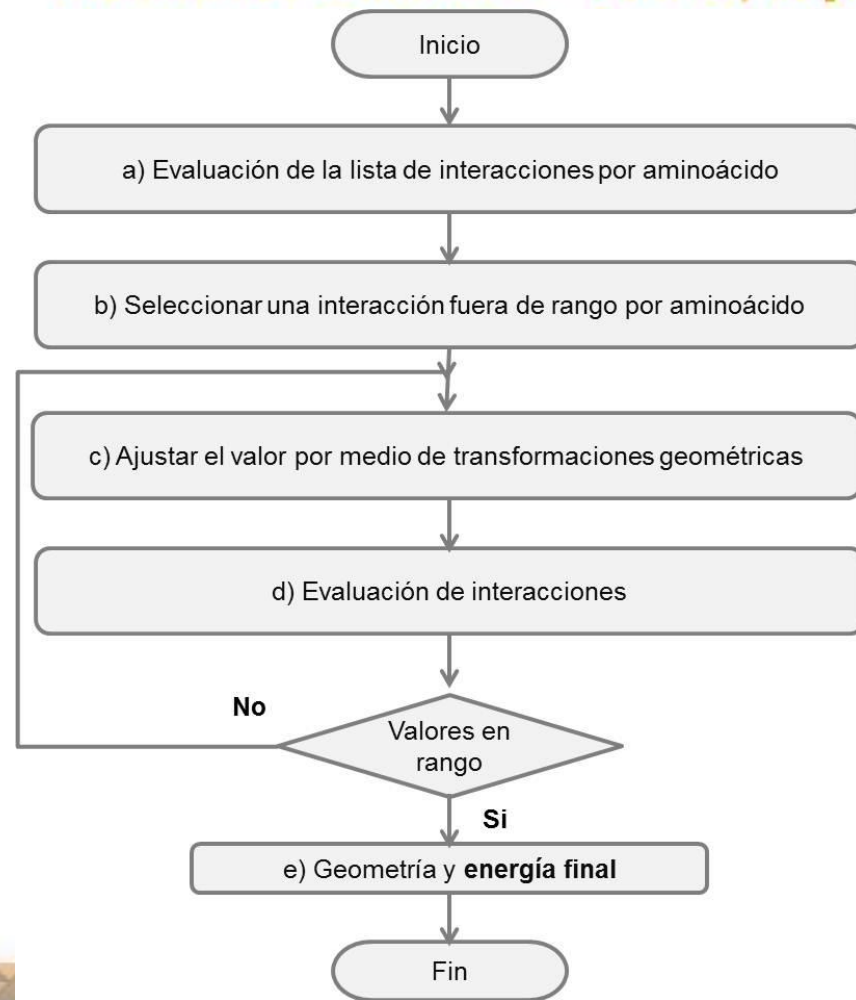 Inicio
a) Evaluación de la lista de interacciones por aminoácido
b) Seleccionar una interacción fuera de rango por aminoácido
c) Ajustar el valor por medio de transformaciones geométricas
d) Evaluación de interacciones
No
Valores en
rango
Si
e) Geometría y energía final
Fin